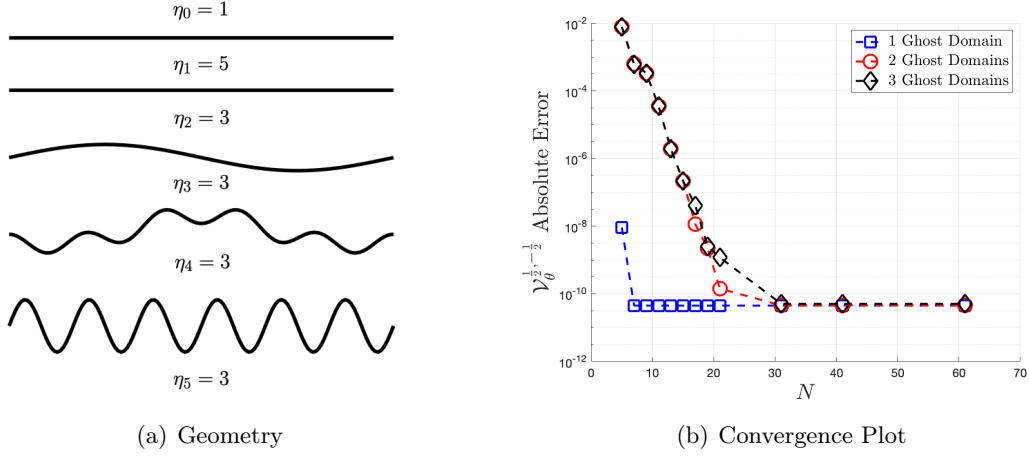 η₀ = 1
η₁ = 5
η₂ = 3
η₃ = 3
η₄ = 3
η₅ = 3
(a) Geometry
10⁻²
10⁻⁴
10⁻⁶
10⁻⁸
10⁻¹⁰
10⁻¹²
𝒱_θ^{1/2,-1/2} Absolute Error
1 Ghost Domain
2 Ghost Domains
3 Ghost Domains
0 10 20 30 40 50 60 70
N
(b) Convergence Plot